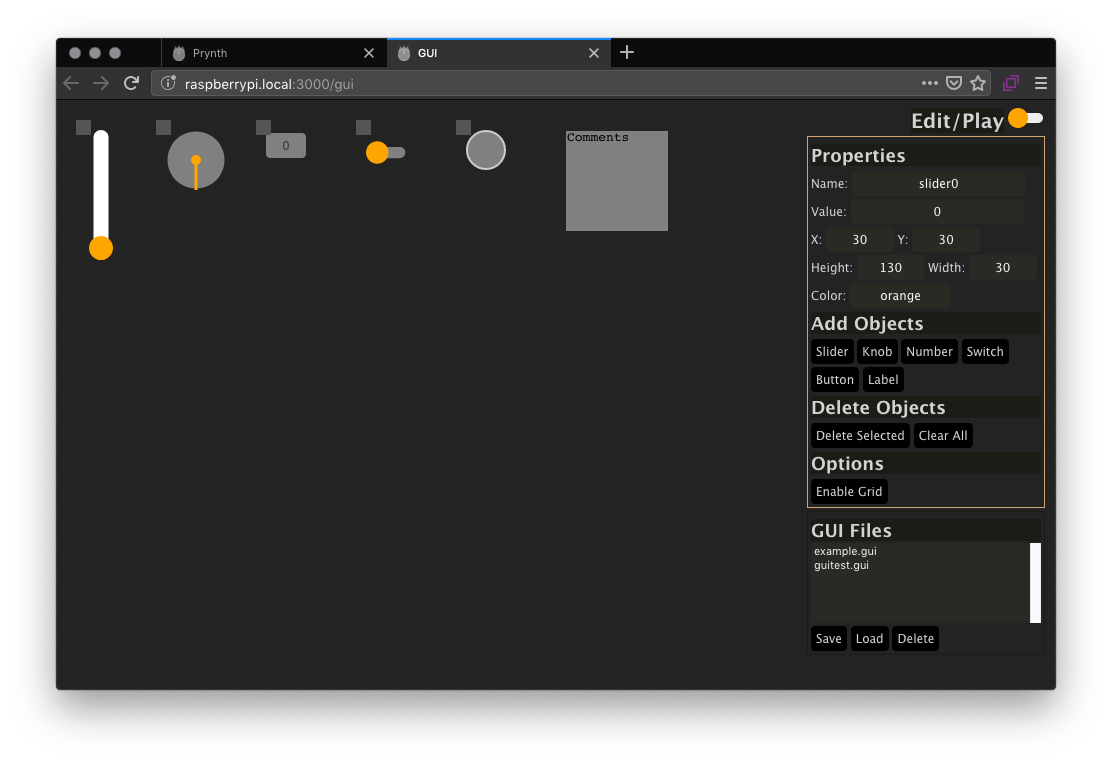 Prynth
GUI
raspberrypi.local:3000/gui
Edit/Play
0
Comments
Properties
Name: slider0
Value: 0
X: 30 Y: 30
Height: 130 Width: 30
Color: orange
Add Objects
Slider Knob Number Switch
Button Label
Delete Objects
Delete Selected Clear All
Options
Enable Grid
GUI Files
example.gui
guitest.gui
Save Load Delete